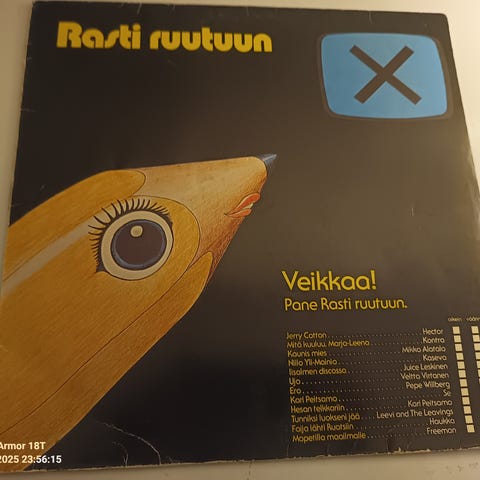 Rasti ruutuun
X
Veikkaa!
Pane Rasti ruutuun.
oikein väärin
Jerry Cotton Hector
Mitä kuuluu, Marja-Leena Kontra
Kaunis mies Mikko Alatalo
Niilo Yli-Mainio Kaseva
Iisalmen discossa Juice Leskinen
Ujo Veltto Virtanen
Ero Pepe Willberg
Kari Peitsamo Se
Hesan telkkariin Kari Peitsamo
Tunniksi luokseni jää Leevi and The Leavings
Faija lähti Ruotsiin Haukka
Mopetilla maailmalle Freeman
Armor 18T
2025 23:56:15